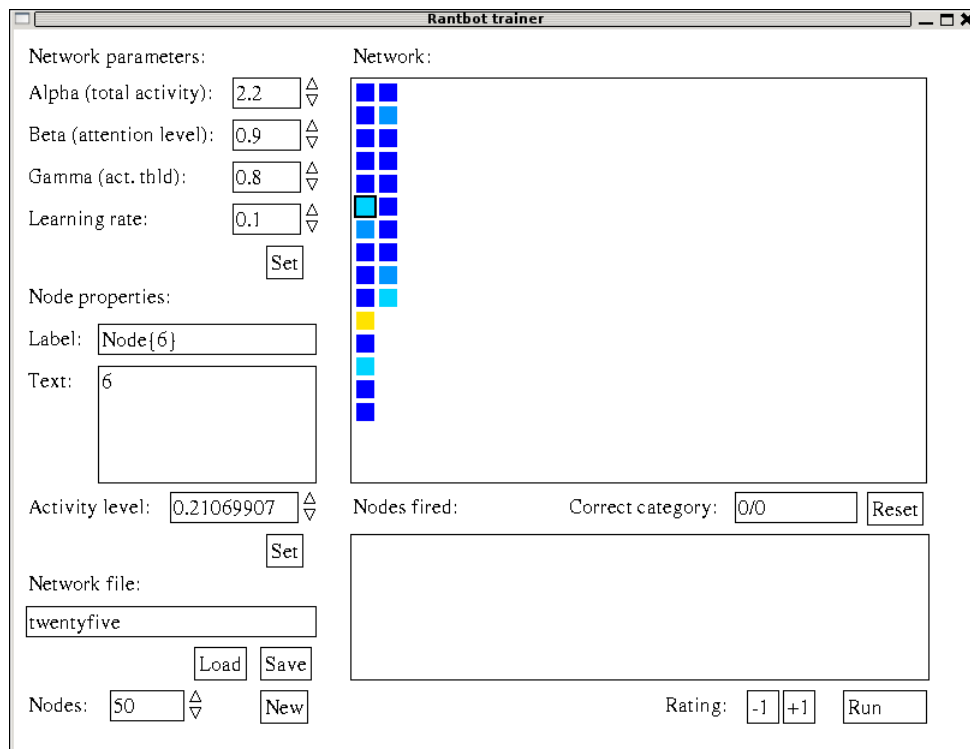 Rantbot trainer
Network parameters:
Alpha (total activity): 2.2
Beta (attention level): 0.9
Gamma (act. thld): 0.8
Learning rate: 0.1
Set
Node properties:
Label: Node{6}
Text: 6
Activity level: 0.21069907
Set
Network file:
twentyfive
Load Save
Nodes: 50 New
Network:
Nodes fired: Correct category: 0/0 Reset
Rating: -1 +1 Run